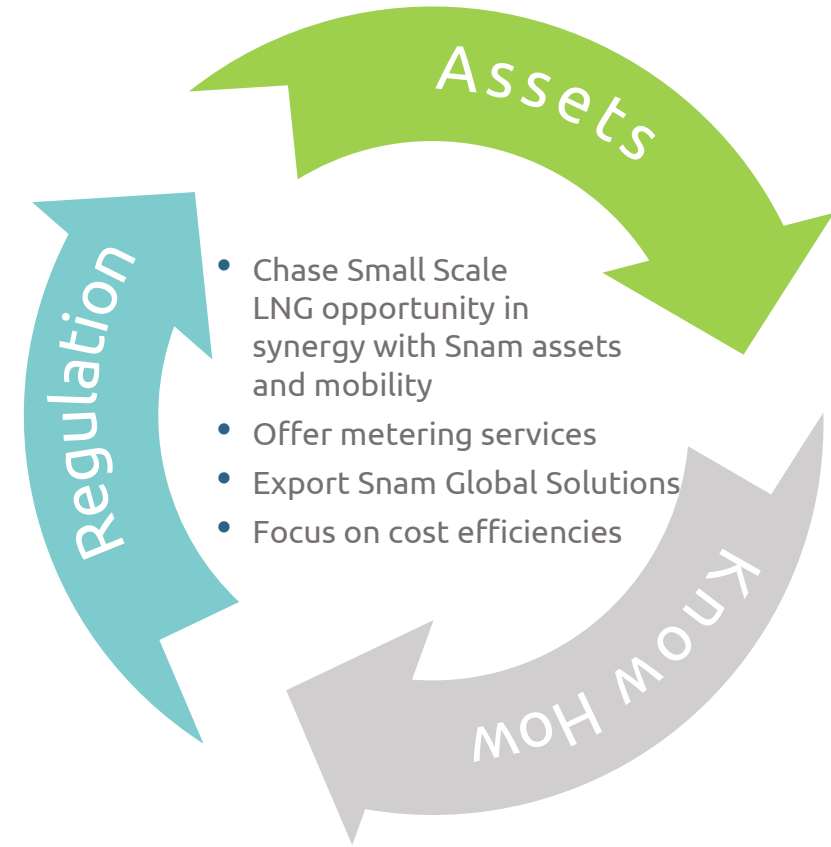 Assets
Regulation
• Chase Small Scale
LNG opportunity in
synergy with Snam assets
and mobility
• Offer metering services
• Export Snam Global Solutions
• Focus on cost efficiencies
Know How